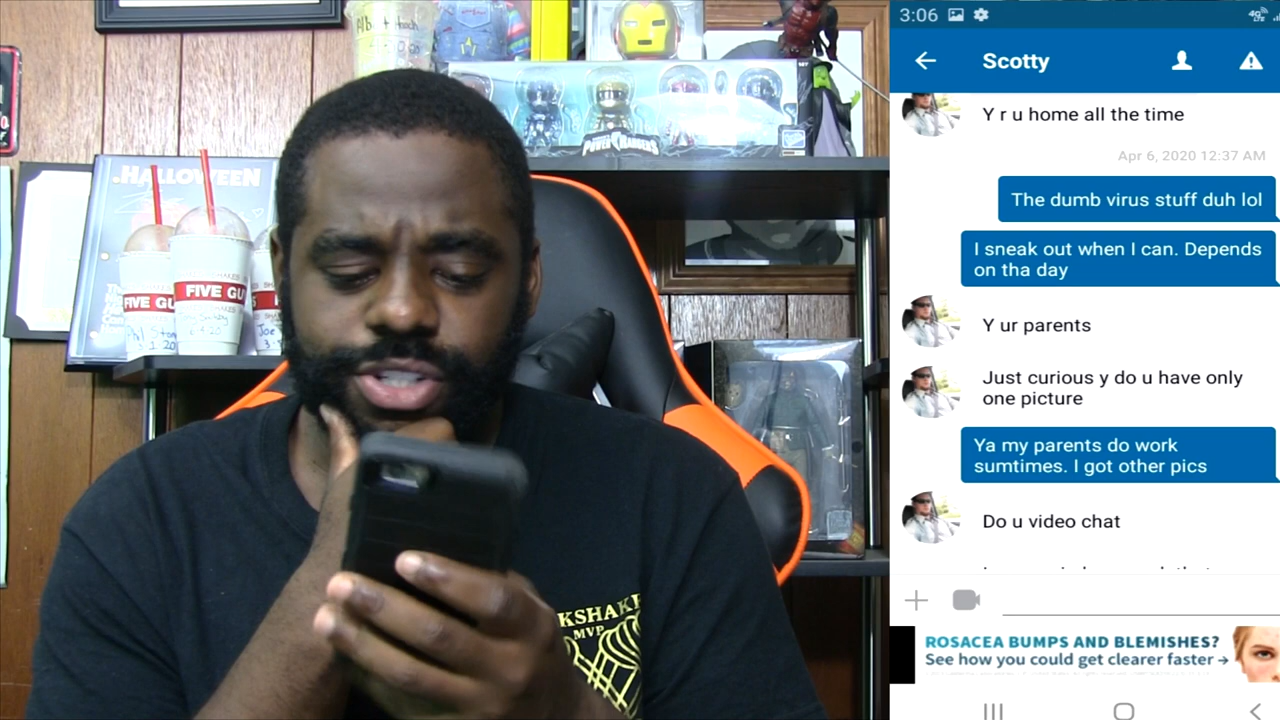 3:06
Scotty
Y r u home all the time
Apr 6, 2020 12:37 AM
The dumb virus stuff duh lol
I sneak out when I can. Depends
on tha day
Y ur parents
Just curious y do u have only
one picture
Ya my parents do work
sumtimes. I got other pics
Do u video chat
ROSACEA BUMPS AND BLEMISHES?
See how you could get clearer faster →
HALLOWEEN
POWER RANGERS
FIVE GU
FIVE GU
Joe
KSHAKE
MVP